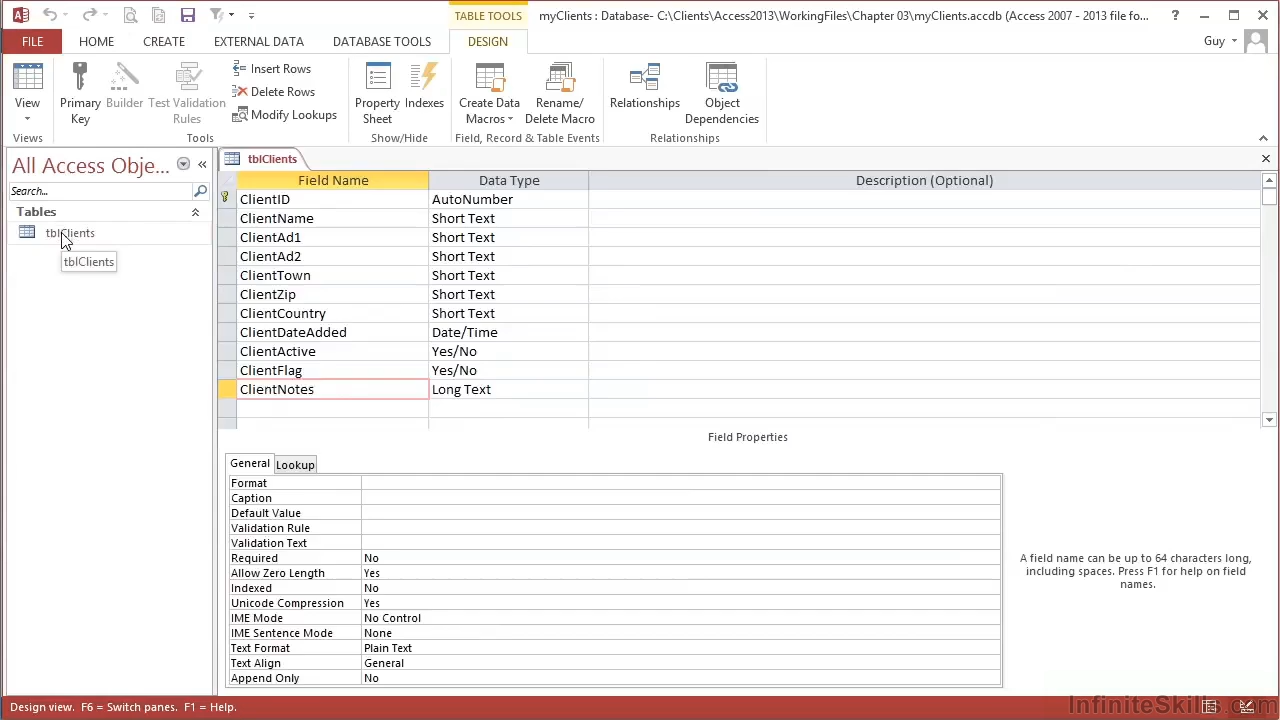 TABLE TOOLS
myClients : Database- C:\Clients\Access2013\WorkingFiles\Chapter 03\myClients.accdb (Access 2007 - 2013 file fo...
?
FILE
HOME
CREATE
EXTERNAL DATA
DATABASE TOOLS
DESIGN
Guy
View
Views
Primary Key
Builder
Test Validation Rules
Insert Rows
Delete Rows
Modify Lookups
Tools
Property Sheet
Indexes
Show/Hide
Create Data Macros
Rename/ Delete Macro
Field, Record & Table Events
Relationships
Object Dependencies
Relationships
All Access Obje... «
Search...
Tables
tblClients
tblClients
tblClients
Field Name Data Type Description (Optional)
ClientID AutoNumber
ClientName Short Text
ClientAd1 Short Text
ClientAd2 Short Text
ClientTown Short Text
ClientZip Short Text
ClientCountry Short Text
ClientDateAdded Date/Time
ClientActive Yes/No
ClientFlag Yes/No
ClientNotes Long Text
Field Properties
General Lookup
Format
Caption
Default Value
Validation Rule
Validation Text
Required No
Allow Zero Length Yes
Indexed No
Unicode Compression Yes
IME Mode No Control
IME Sentence Mode None
Text Format Plain Text
Text Align General
Append Only No
A field name can be up to 64 characters long,
including spaces. Press F1 for help on field
names.
Design view. F6 = Switch panes. F1 = Help.
InfiniteSkills.com